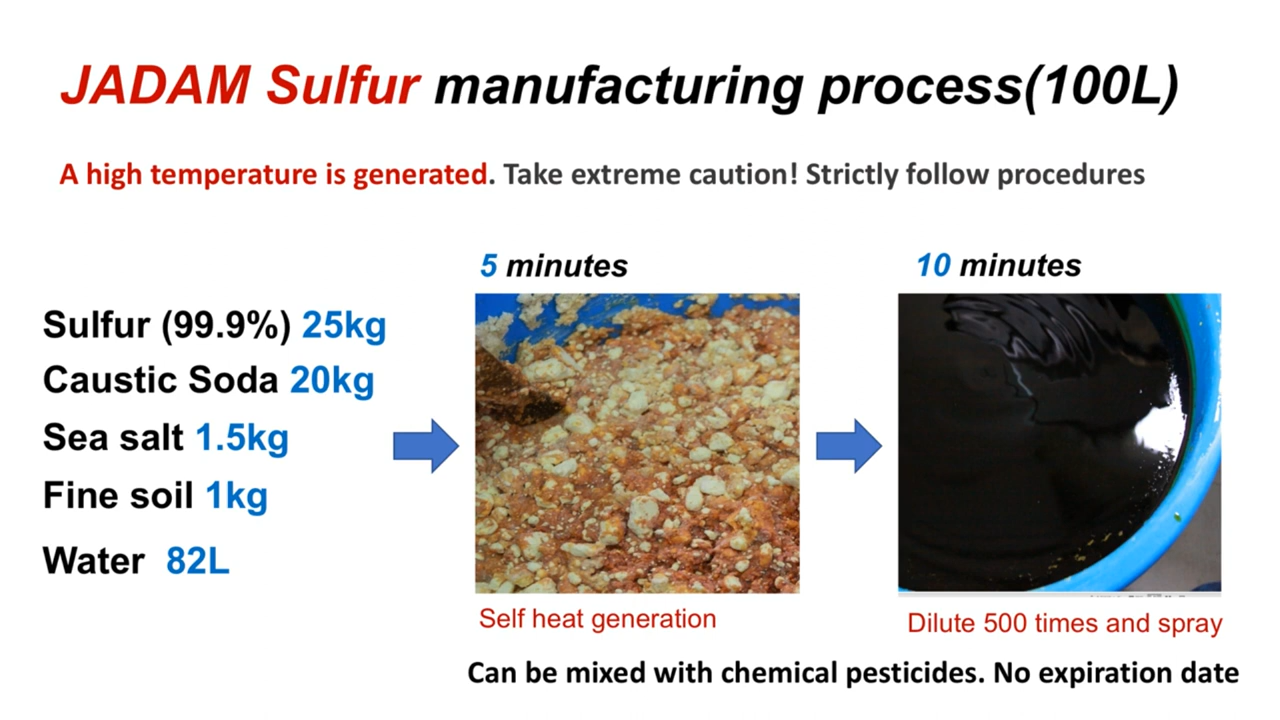 JADAM Sulfur manufacturing process(100L)
A high temperature is generated. Take extreme caution! Strictly follow procedures
5 minutes
10 minutes
Sulfur (99.9%) 25kg
Caustic Soda 20kg
Sea salt 1.5kg
Fine soil 1kg
Water 82L
Self heat generation
Dilute 500 times and spray
Can be mixed with chemical pesticides. No expiration date